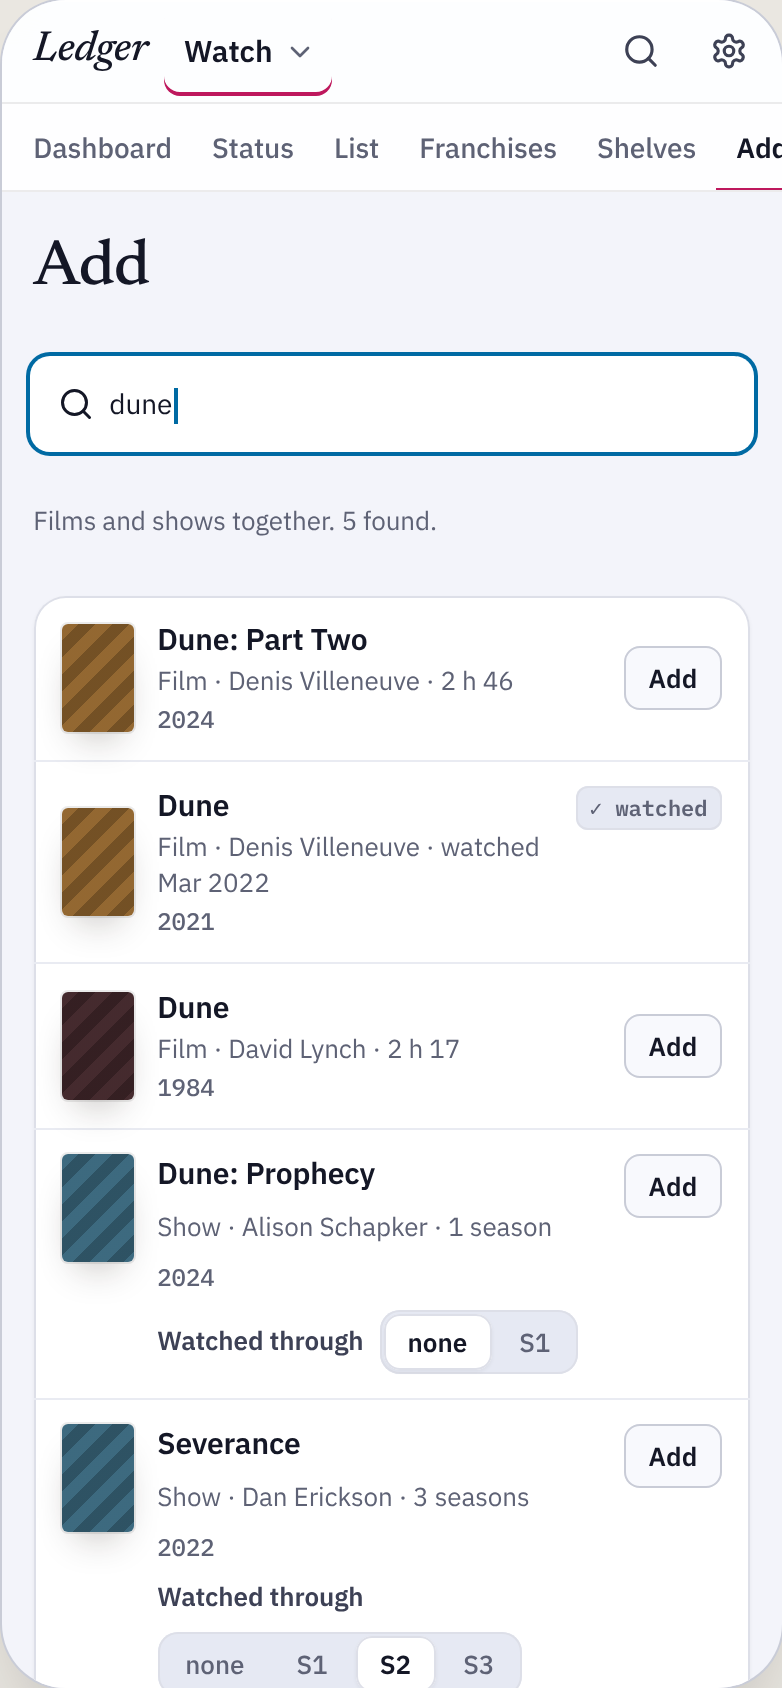 Ledger Watch
Dashboard Status List Franchises Shelves Add
Add
dune
Films and shows together. 5 found.
Dune: Part Two
Film · Denis Villeneuve · 2 h 46
2024
Add
Dune
✓ watched
Film · Denis Villeneuve · watched
Mar 2022
2021
Dune
Film · David Lynch · 2 h 17
1984
Add
Dune: Prophecy
Add
Show · Alison Schapker · 1 season
2024
Watched through none S1
Severance
Add
Show · Dan Erickson · 3 seasons
2022
Watched through
none S1 S2 S3